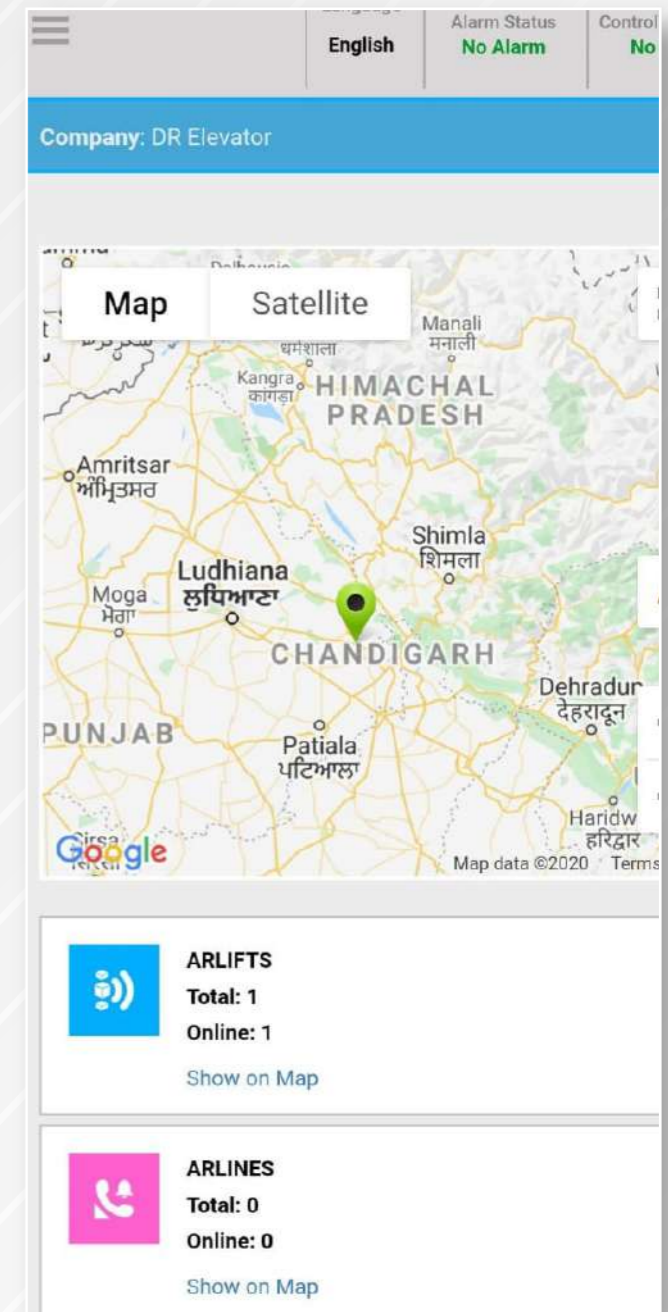 Language
English
Alarm Status
No Alarm
Control
No
Company: DR Elevator
Map
Satellite
Manali
मनाली
धर्मशाला
Kangra
कांगड़ा
HIMACHAL
PRADESH
Amritsar
ਅੰਮ੍ਰਿਤਸਰ
Shimla
शिमला
Ludhiana
ਲੁਧਿਆਣਾ
Moga
ਮੋਗਾ
CHANDIGARH
Dehradun
देहरादून
PUNJAB
Patiala
ਪਟਿਆਲਾ
Haridw
हरिद्वार
Google
Map data ©2020
Terms
ARLIFTS
Total: 1
Online: 1
Show on Map
ARLINES
Total: 0
Online: 0
Show on Map